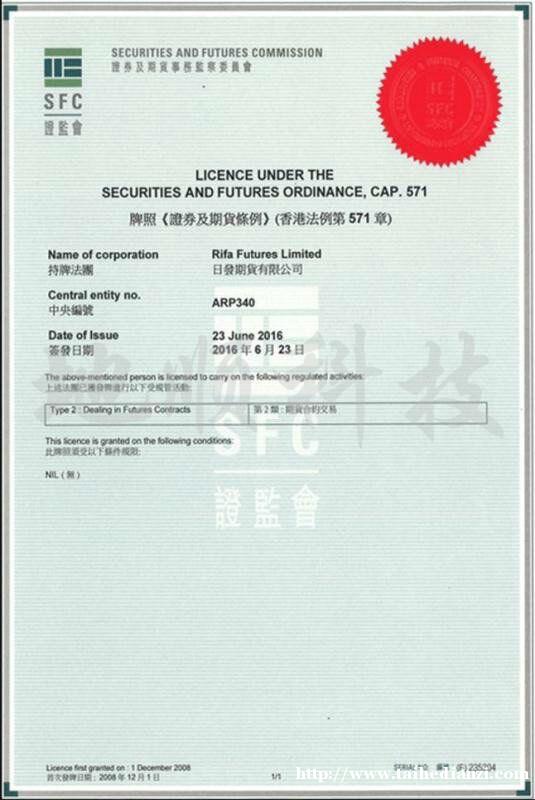 SECURITIES AND FUTURES COMMISSION
證券及期貨事務監察委員會
SFC
證監會
SFC
LICENCE UNDER THE
SECURITIES AND FUTURES ORDINANCE, CAP. 571
牌照《證券及期貨條例》(香港法例第 571 章)
Name of corporation Rifa Futures Limited
持牌法團 日發期貨有限公司
Central entity no. ARP340
中央編號
Date of Issue 23 June 2016
簽發日期 2016 年 6 月 23 日
The above-mentioned person is licensed to carry on the following regulated activities:
上述法團已獲發牌進行以下受規管活動:
順科技
Type 2 : Dealing in Futures Contracts 第 2 類 : 期貨合約交易
This licence is granted on the following conditions:
此牌照須受以下條件規限:
SFC
NIL ( 無 )
證監會
Licence first granted on : 1 December 2008
首次發牌日期 : 2008 年 12 月 1 日
1/1
(F) 235294
http://www.taihedianzi.com